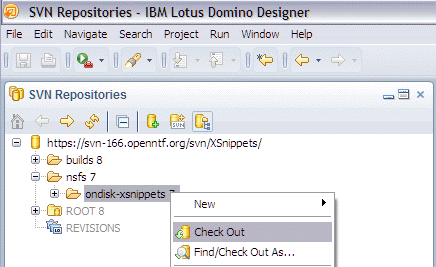 SVN Repositories - IBM Lotus Domino Designer
File Edit Navigate Search Project Run Window Help
SVN Repositories
https://svn-166.openntf.org/svn/XSnippets/
builds 8
nsfs 7
ondisk-xsnippets 7
New
ROOT 8
Check Out
REVISIONS
Find/Check Out As...